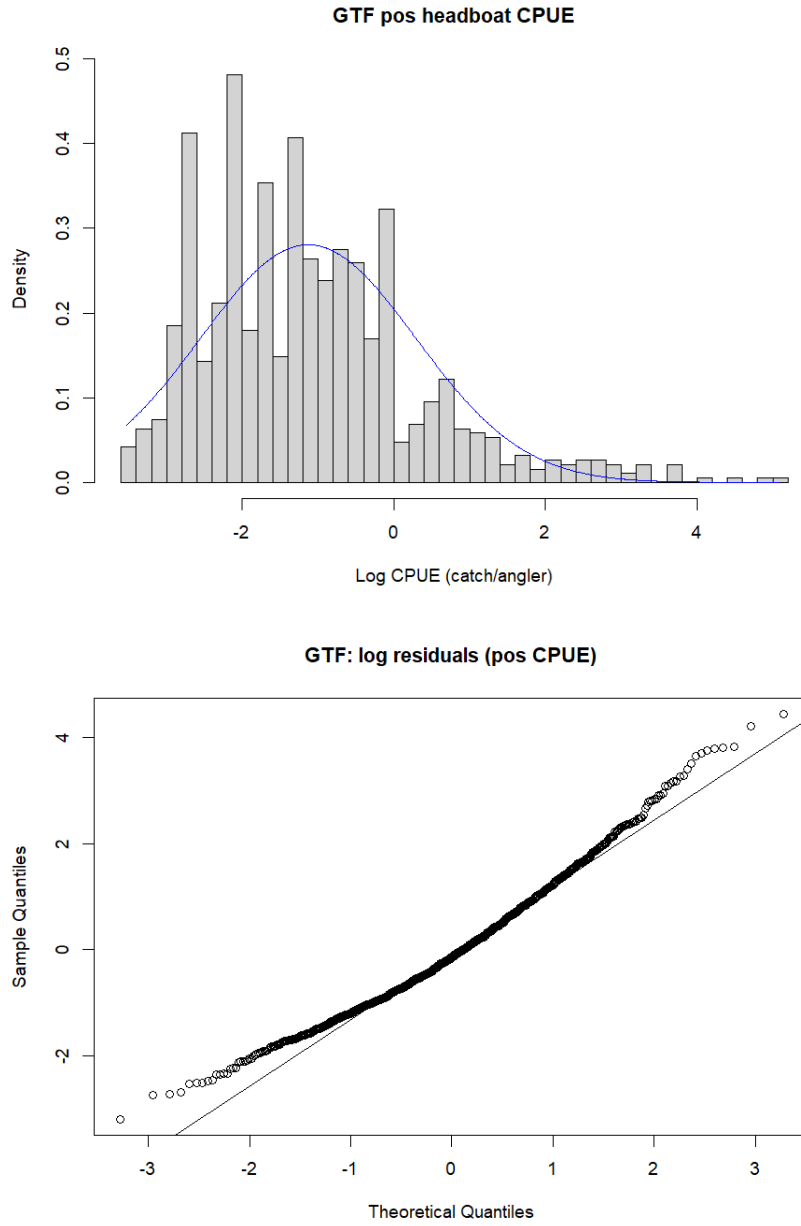 GTF pos headboat CPUE
0.5
0.4
0.3
0.2
0.1
0.0
Density
-2 0 2 4
Log CPUE (catch/angler)
GTF: log residuals (pos CPUE)
4
2
0
-2
Sample Quantiles
-3 -2 -1 0 1 2 3
Theoretical Quantiles